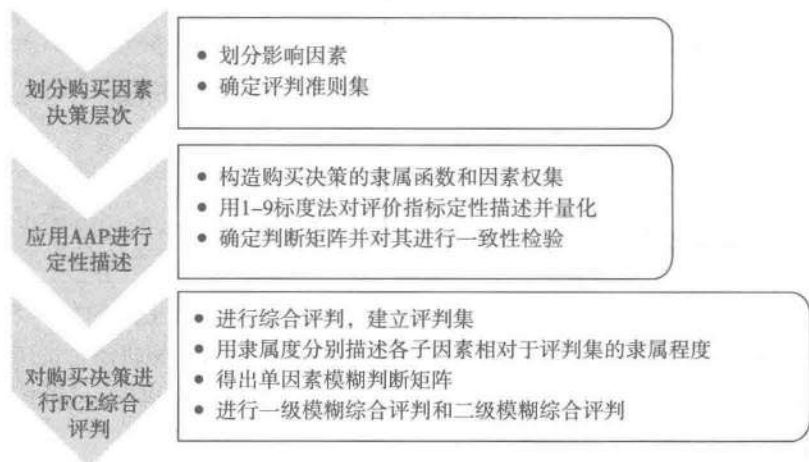 划分购买因素
决策层次
● 划分影响因素
● 确定评判准则集
应用AAP进行
定性描述
● 构造购买决策的隶属函数和因素权集
● 用1-9标度法对评价指标定性描述并量化
● 确定判断矩阵并对其进行一致性检验
对购买决策进
行FCE综合
评判
● 进行综合评判，建立评判集
● 用隶属度分别描述各子因素相对于评判集的隶属程度
● 得出单因素模糊判断矩阵
● 进行一级模糊综合评判和二级模糊综合评判